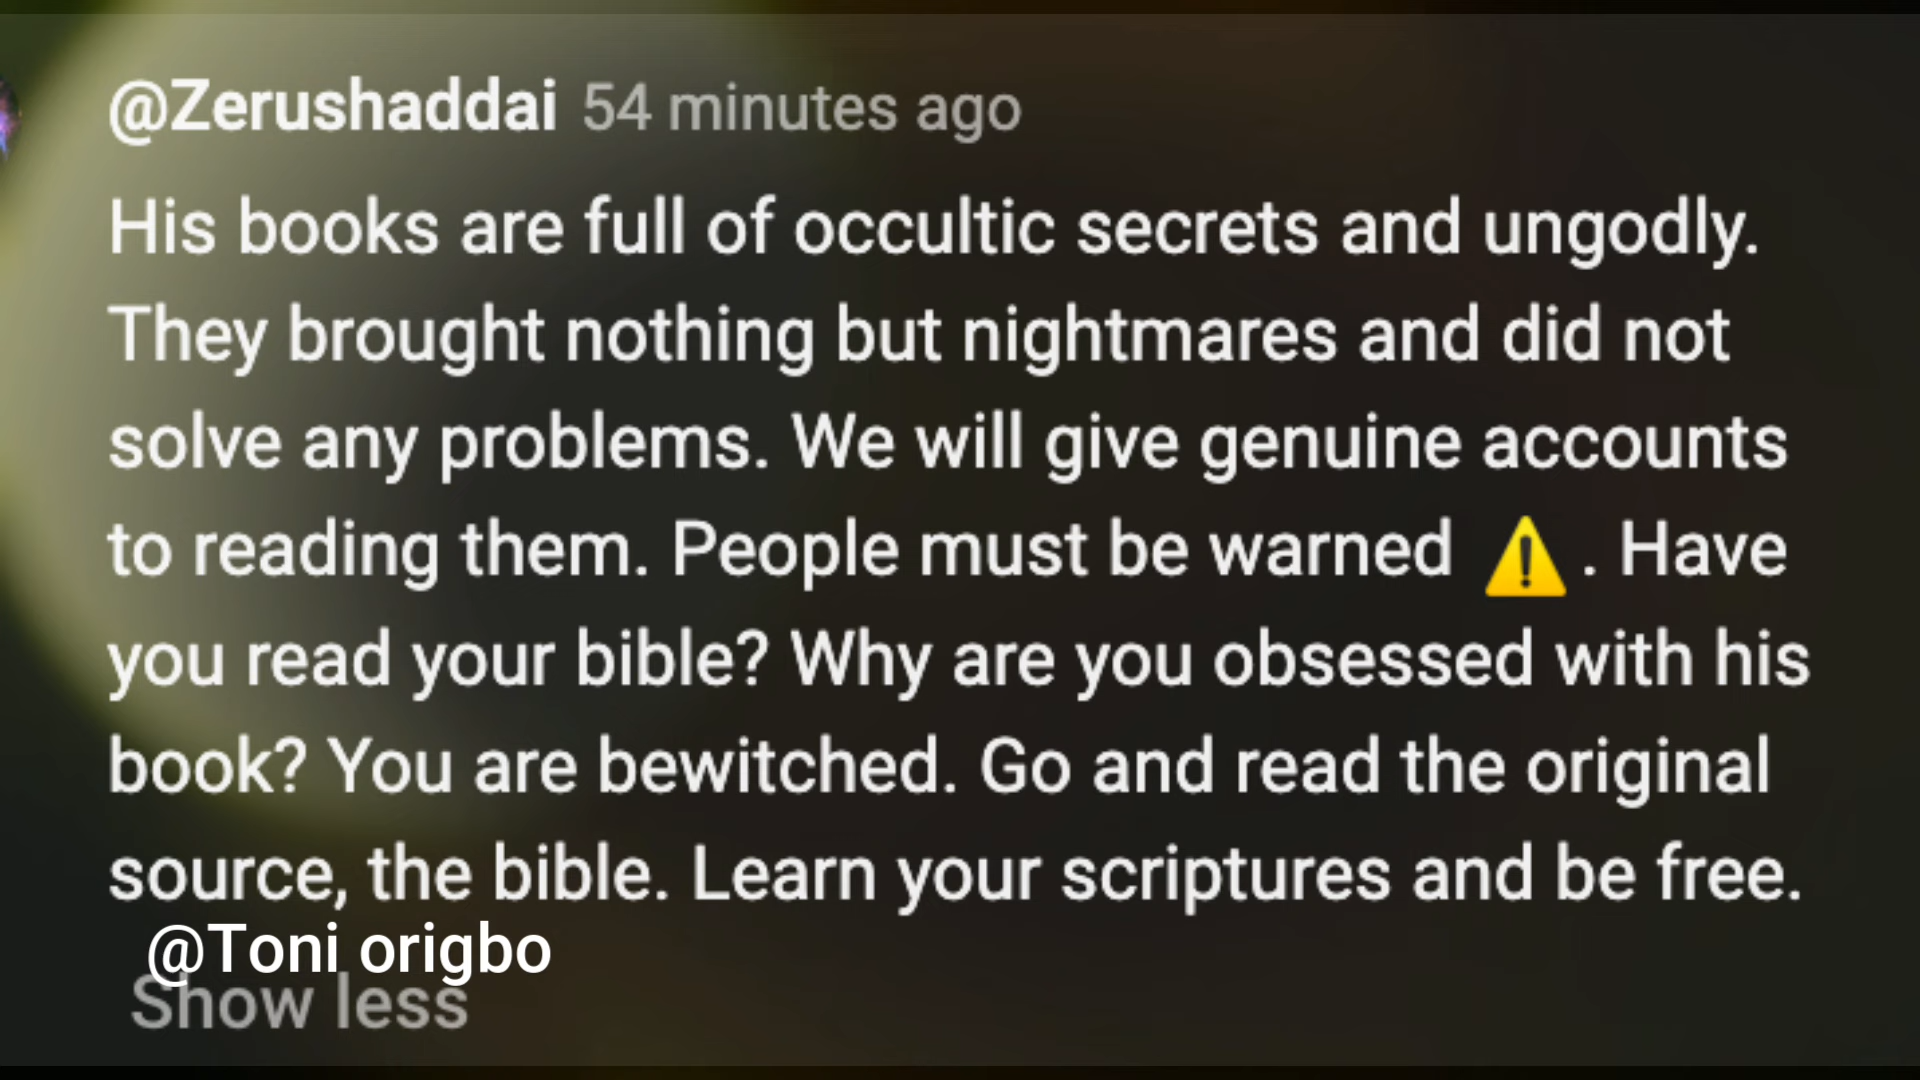 @Zerushaddai 54 minutes ago
His books are full of occultic secrets and ungodly.
They brought nothing but nightmares and did not
solve any problems. We will give genuine accounts
to reading them. People must be warned ⚠️ . Have
you read your bible? Why are you obsessed with his
book? You are bewitched. Go and read the original
source, the bible. Learn your scriptures and be free.
@Toni origbo
Show less